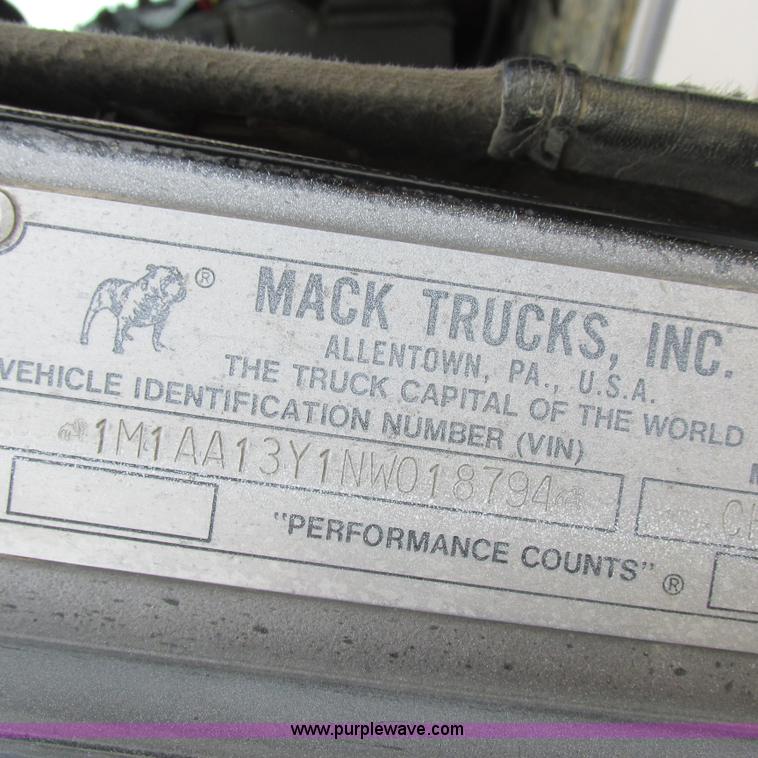 ® MACK TRUCKS, INC.
ALLENTOWN, PA., U.S.A.
THE TRUCK CAPITAL OF THE WORLD
VEHICLE IDENTIFICATION NUMBER (VIN)
1M1AA13Y1NW018794
"PERFORMANCE COUNTS" ®
www.purplewave.com